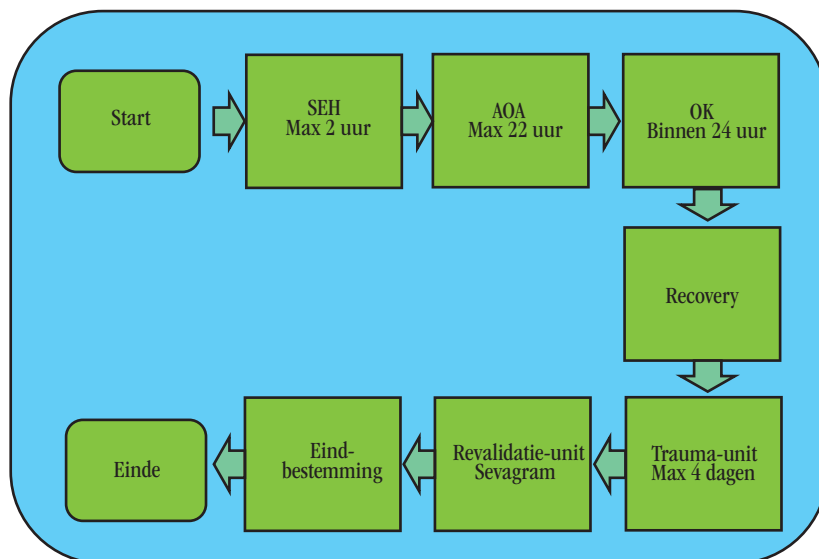 Start
SEH
Max 2 uur
AOA
Max 22 uur
OK
Binnen 24 uur
Recovery
Trauma-unit
Max 4 dagen
Revalidatie-unit
Sevagram
Eind-
bestemming
Einde